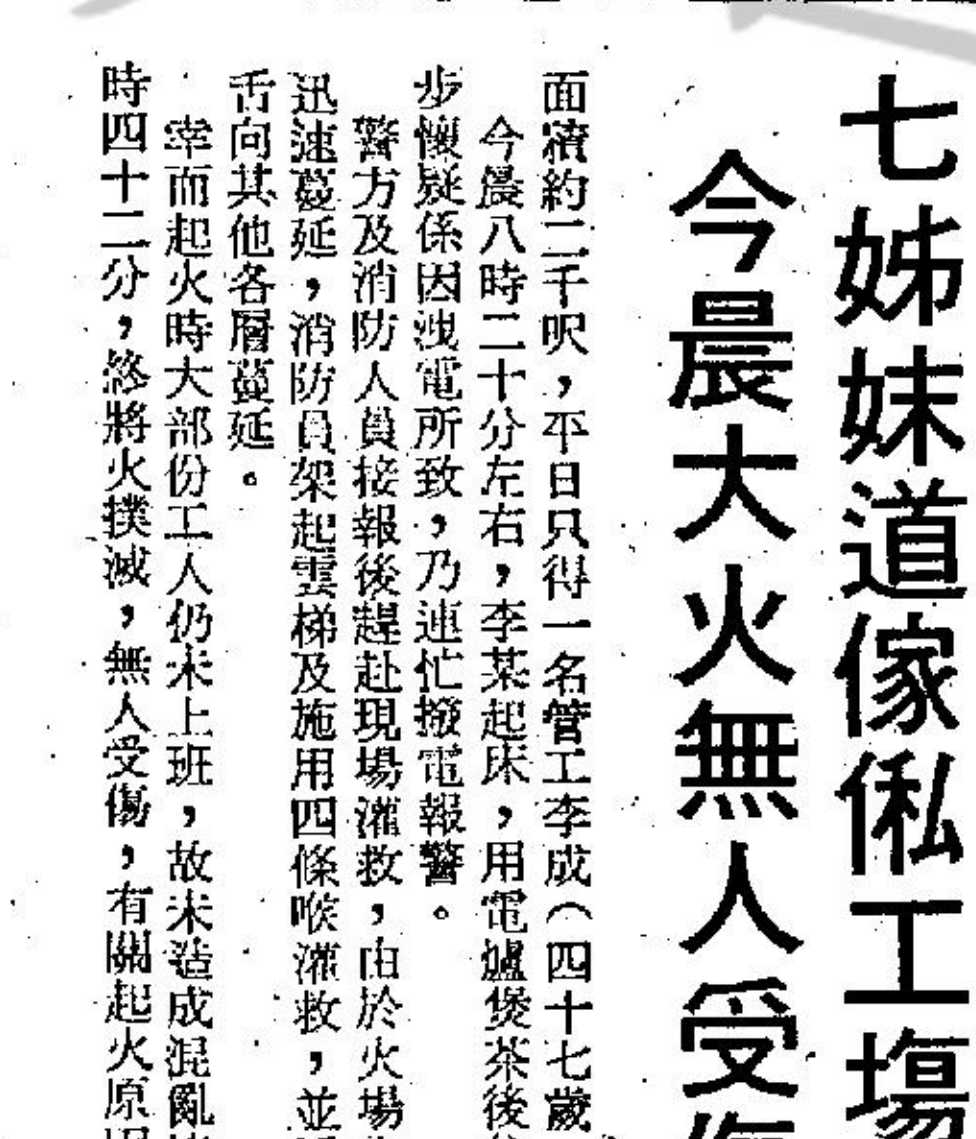 七姊妹道傢俬工場
今晨大火無人受傷
面積約二千呎，平日只得一名管工李成（四十七歲
今晨八時二十分左右，李某起床，用電爐煲茶後
步懷疑係因洩電所致，乃連忙撥電報警。
警方及消防人員接報後趕赴現場灌救，由於火場
迅速蔓延，消防員架起雲梯及施用四條喉灌救，並
舌向其他各層蔓延。
幸而起火時大部份工人仍未上班，故未造成混亂
時四十二分，終將火撲滅，無人受傷，有關起火原